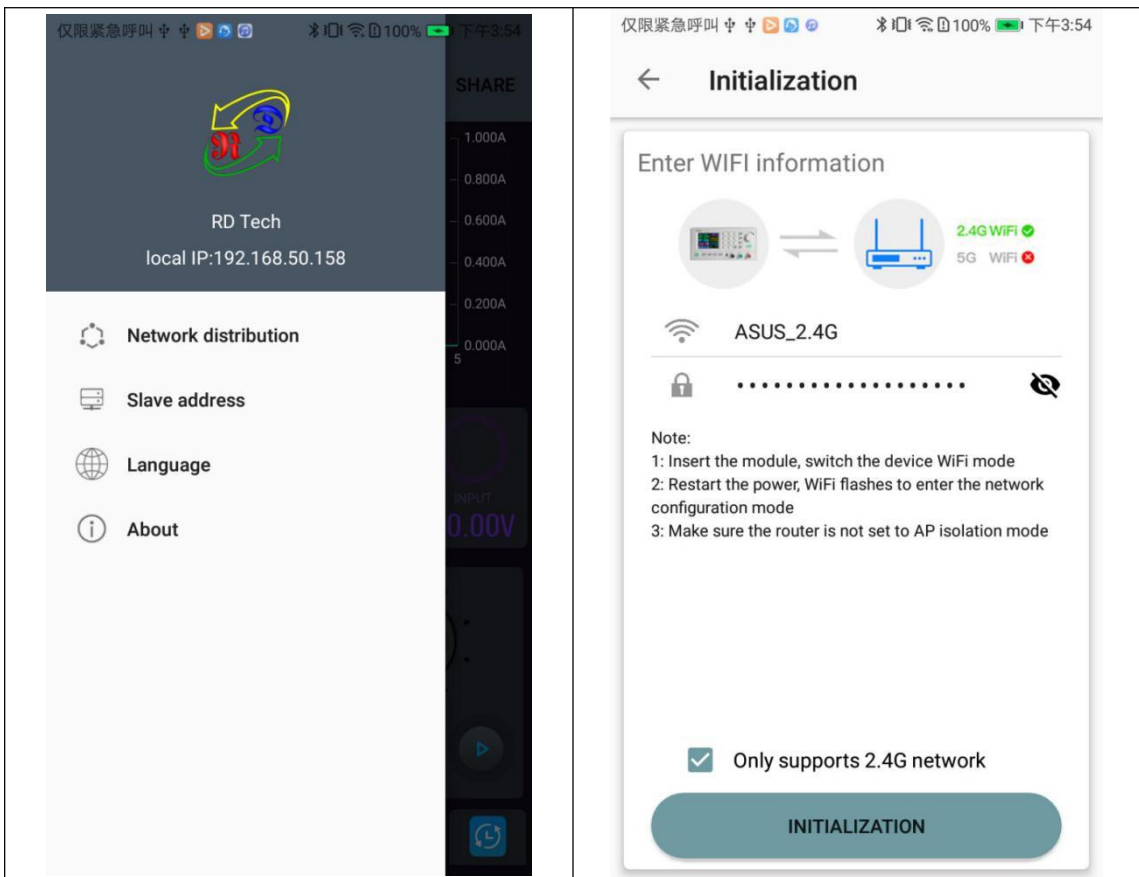 仅限紧急呼叫 100% 下午3:54
SHARE
1.000A
0.800A
0.600A
0.400A
0.200A
0.000A
5
RD Tech
local IP:192.168.50.158
Network distribution
Slave address
Language
About
INPUT
0.00V
仅限紧急呼叫 100% 下午3:54
Initialization
Enter WIFI information
2.4G WiFi
5G WiFi
ASUS_2.4G
Note:
1: Insert the module, switch the device WiFi mode
2: Restart the power, WiFi flashes to enter the network
configuration mode
3: Make sure the router is not set to AP isolation mode
Only supports 2.4G network
INITIALIZATION